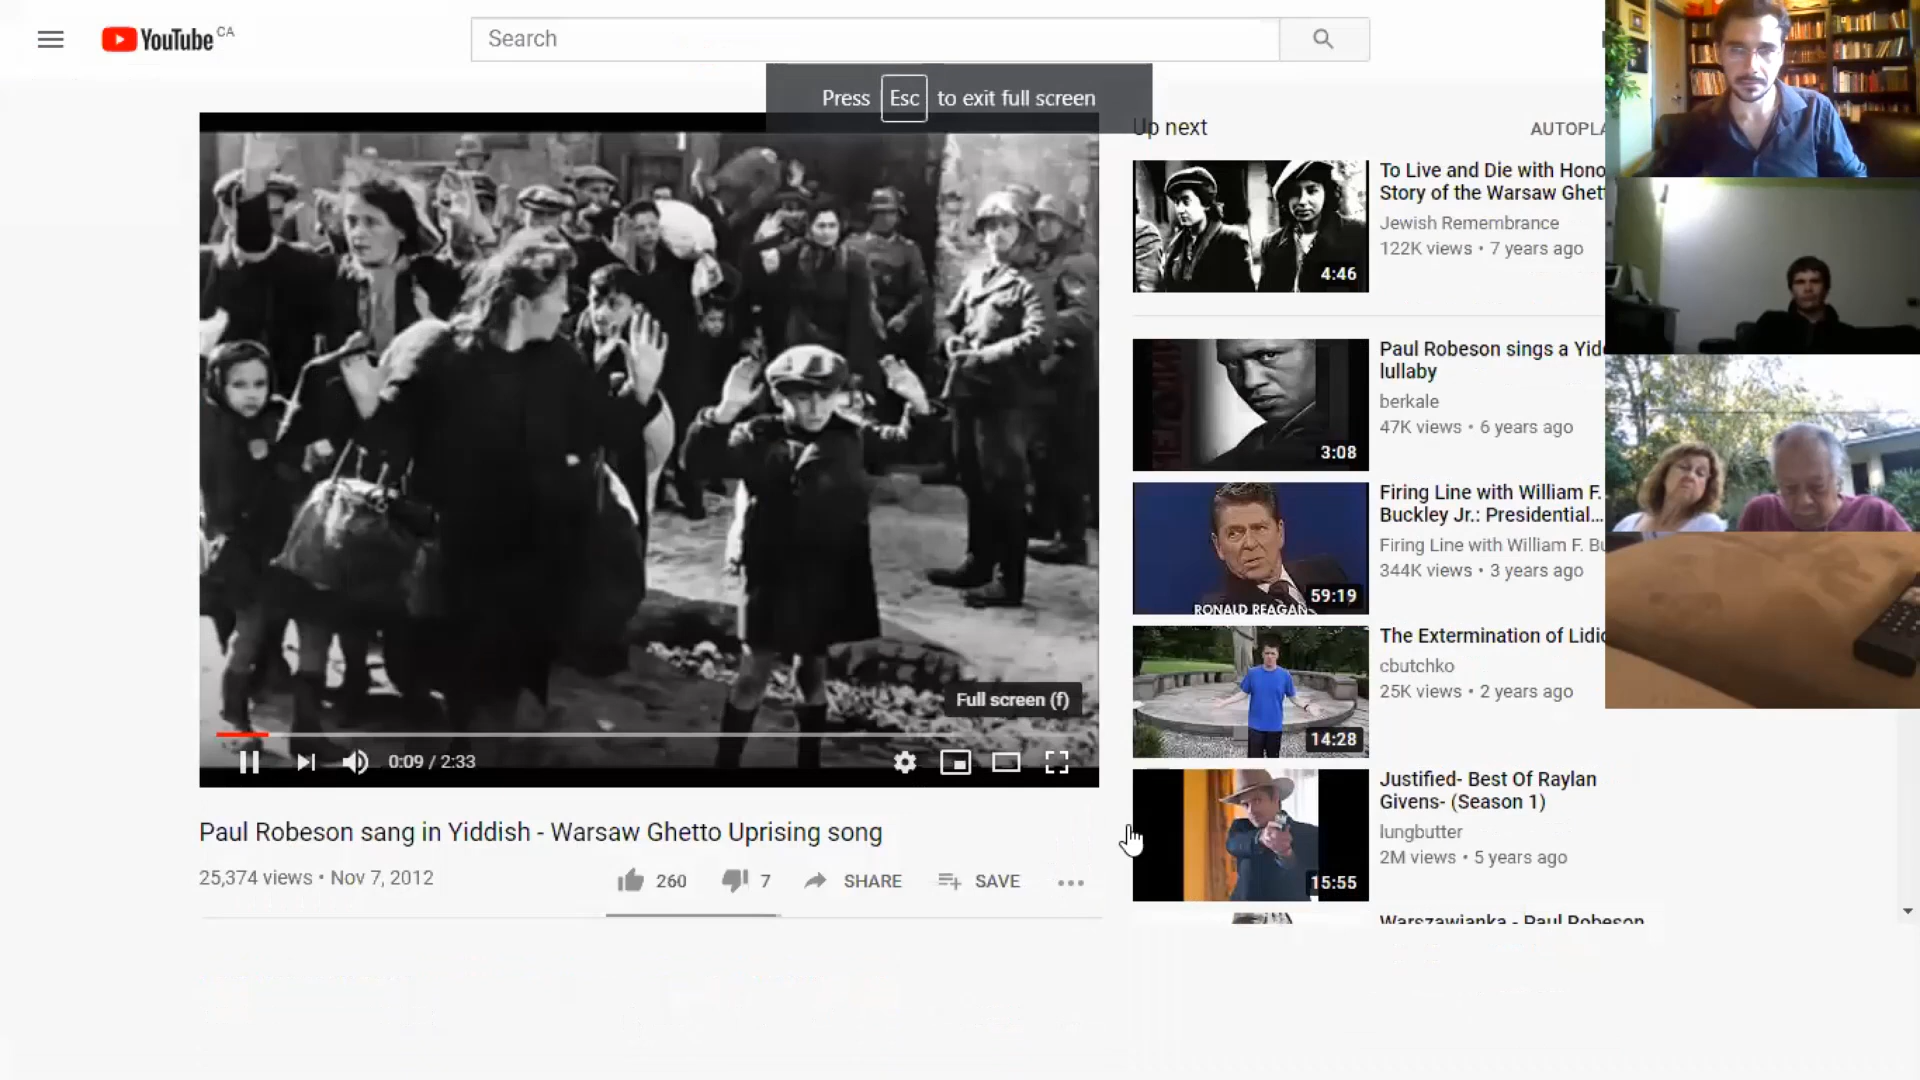 YouTube CA
Search
Press Esc to exit full screen
Up next
AUTOPLA
To Live and Die with Hono
Story of the Warsaw Ghet
Jewish Remembrance
122K views • 7 years ago
4:46
Paul Robeson sings a Yid
lullaby
berkale
47K views • 6 years ago
3:08
Firing Line with William F.
Buckley Jr.: Presidential...
Firing Line with William F. Bu
344K views • 3 years ago
59:19
RONALD REAGAN
The Extermination of Lidic
cbutchko
25K views • 2 years ago
14:28
Justified- Best Of Raylan
Givens- (Season 1)
lungbutter
2M views • 5 years ago
15:55
Warszawianka - Paul Robeson
Full screen (f)
0:09 / 2:33
Paul Robeson sang in Yiddish - Warsaw Ghetto Uprising song
25,374 views • Nov 7, 2012
260
7
SHARE
SAVE